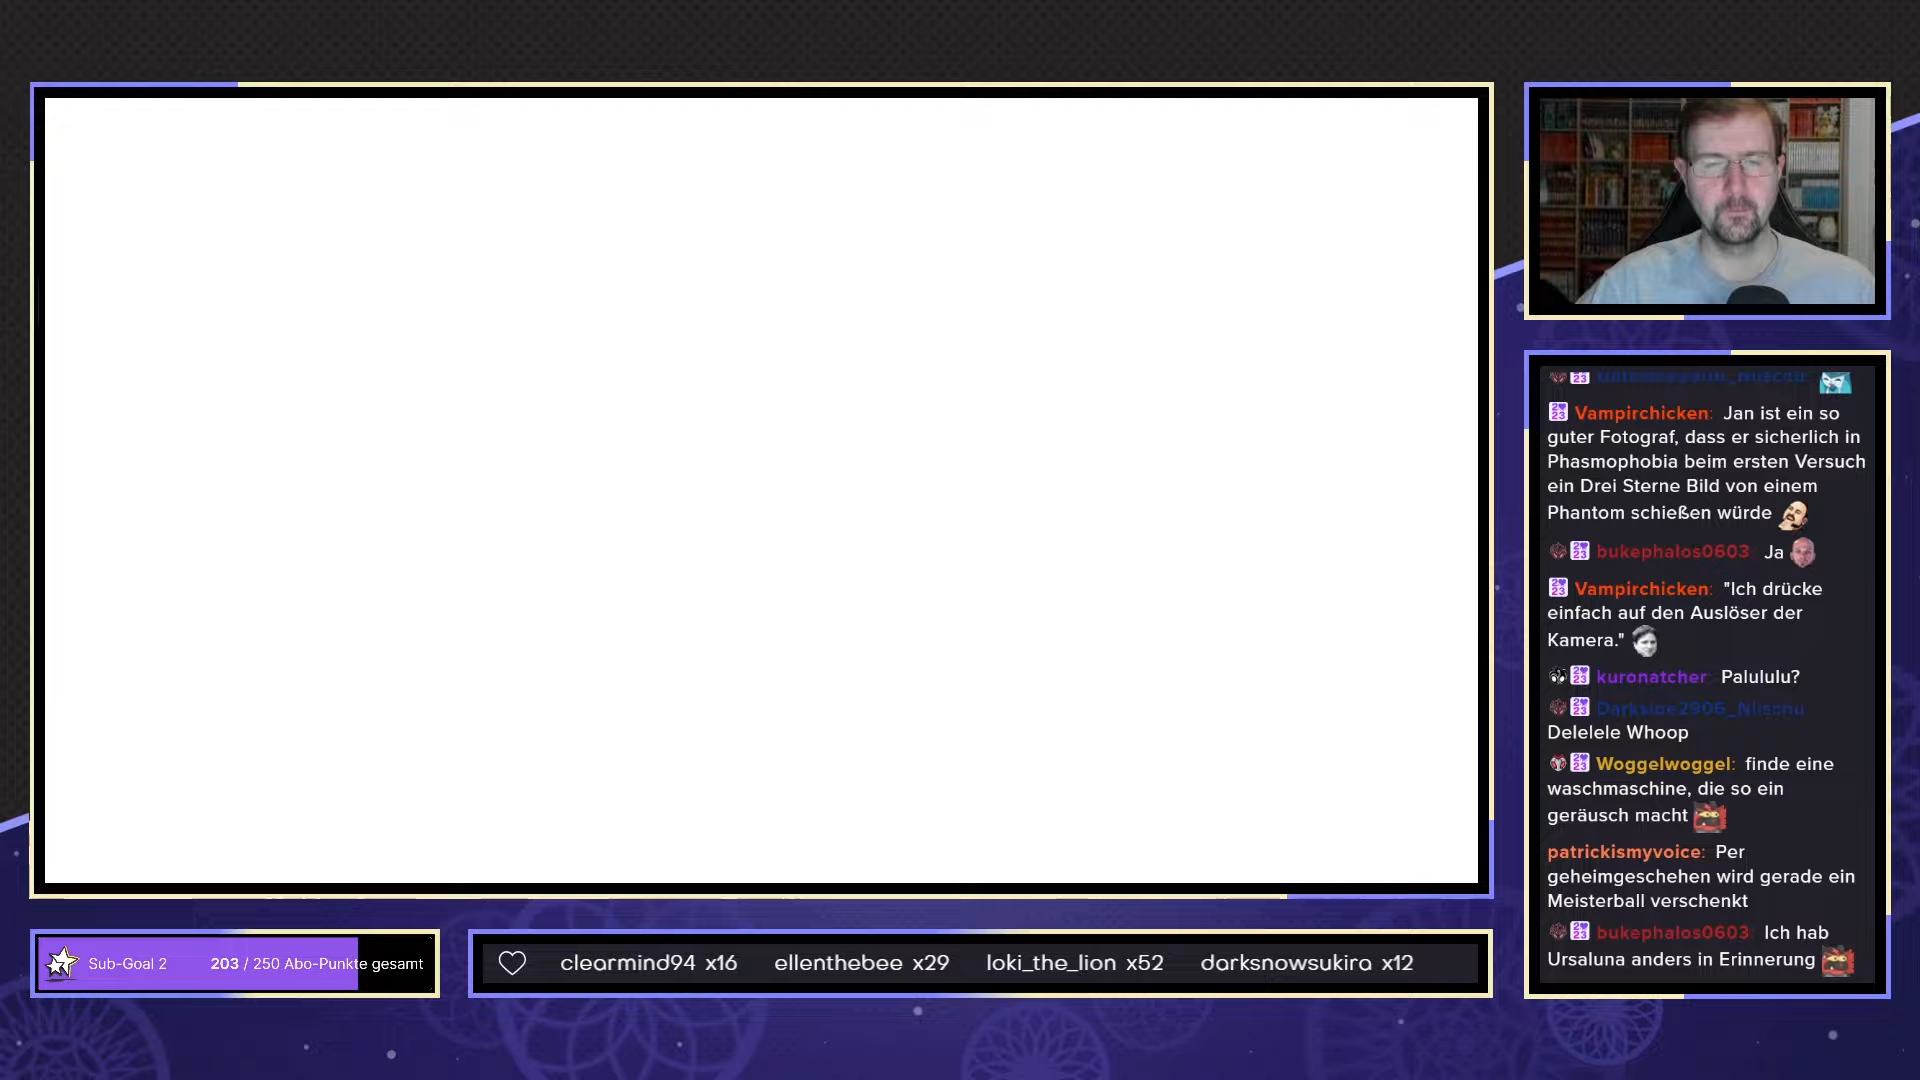 Vampirchicken: Jan ist ein so
guter Fotograf, dass er sicherlich in
Phasmophobia beim ersten Versuch
ein Drei Sterne Bild von einem
Phantom schießen würde
bukephalos0603: Ja
Vampirchicken: "Ich drücke
einfach auf den Auslöser der
Kamera."
kuronatcher: Palululu?
Darkside2906_Nliscnu
Delelele Whoop
Woggelwoggel: finde eine
waschmaschine, die so ein
geräusch macht
patrickismyvoice: Per
geheimgeschehen wird gerade ein
Meisterball verschenkt
bukephalos0603: Ich hab
Ursaluna anders in Erinnerung
Sub-Goal 2 203 / 250 Abo-Punkte gesamt
clearmind94 x16 ellenthebee x29 loki_the_lion x52 darksnowsukira x12